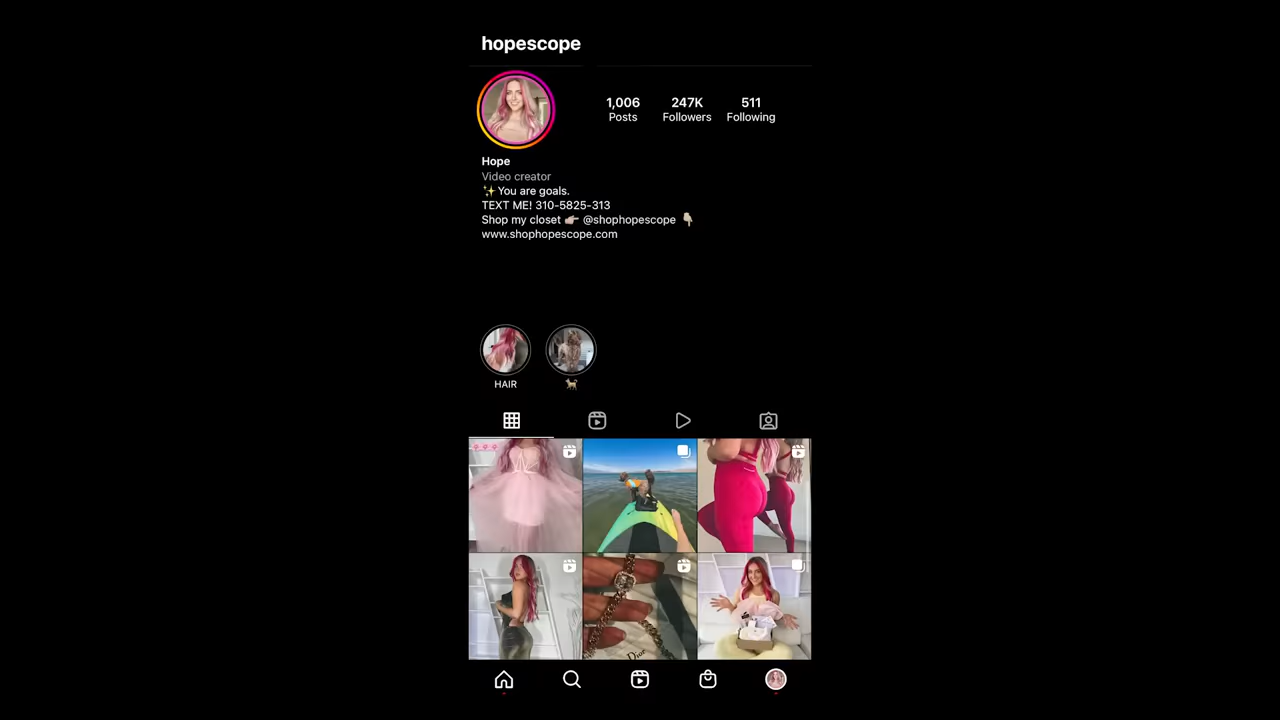 hopescope
1,006 247K 511
Posts Followers Following
Hope
Video creator
✨You are goals.
TEXT ME! 310-5825-313
Shop my closet 👉🏼 @shophopescope 👇🏼
www.shophopescope.com
HAIR 🐈
Dior